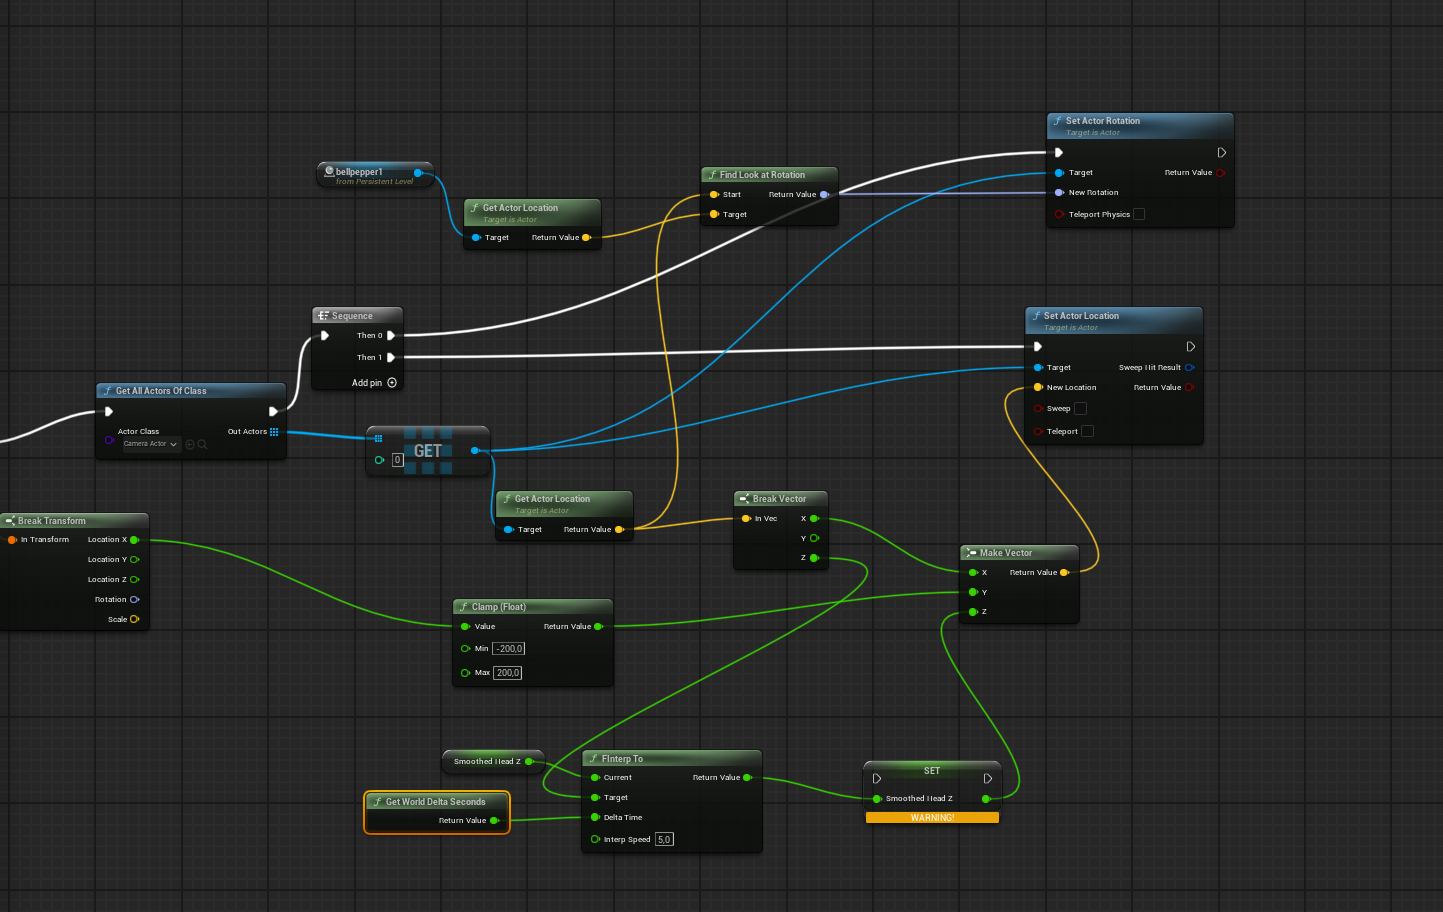 Set Actor Rotation
Target is Actor
Target
Return Value
New Rotation
Teleport Physics
bellpepper1
from Persistent Level
Find Look at Rotation
Start
Return Value
Target
Get Actor Location
Target is Actor
Target
Return Value
Sequence
Then 0
Then 1
Add pin
Set Actor Location
Target is Actor
Target
Sweep Hit Result
New Location
Return Value
Sweep
Teleport
Get All Actors Of Class
Actor Class
Out Actors
Camera Actor
GET
0
Get Actor Location
Target is Actor
Target
Return Value
Break Vector
In Vec
X
Y
Z
Break Transform
In Transform
Location X
Location Y
Location Z
Rotation
Scale
Make Vector
X
Return Value
Y
Z
Clamp (Float)
Value
Return Value
Min -200,0
Max 200,0
Smoothed Head Z
FInterp To
Current
Return Value
Target
Delta Time
Interp Speed 5,0
Get World Delta Seconds
Return Value
SET
Smoothed Head Z
WARNING!